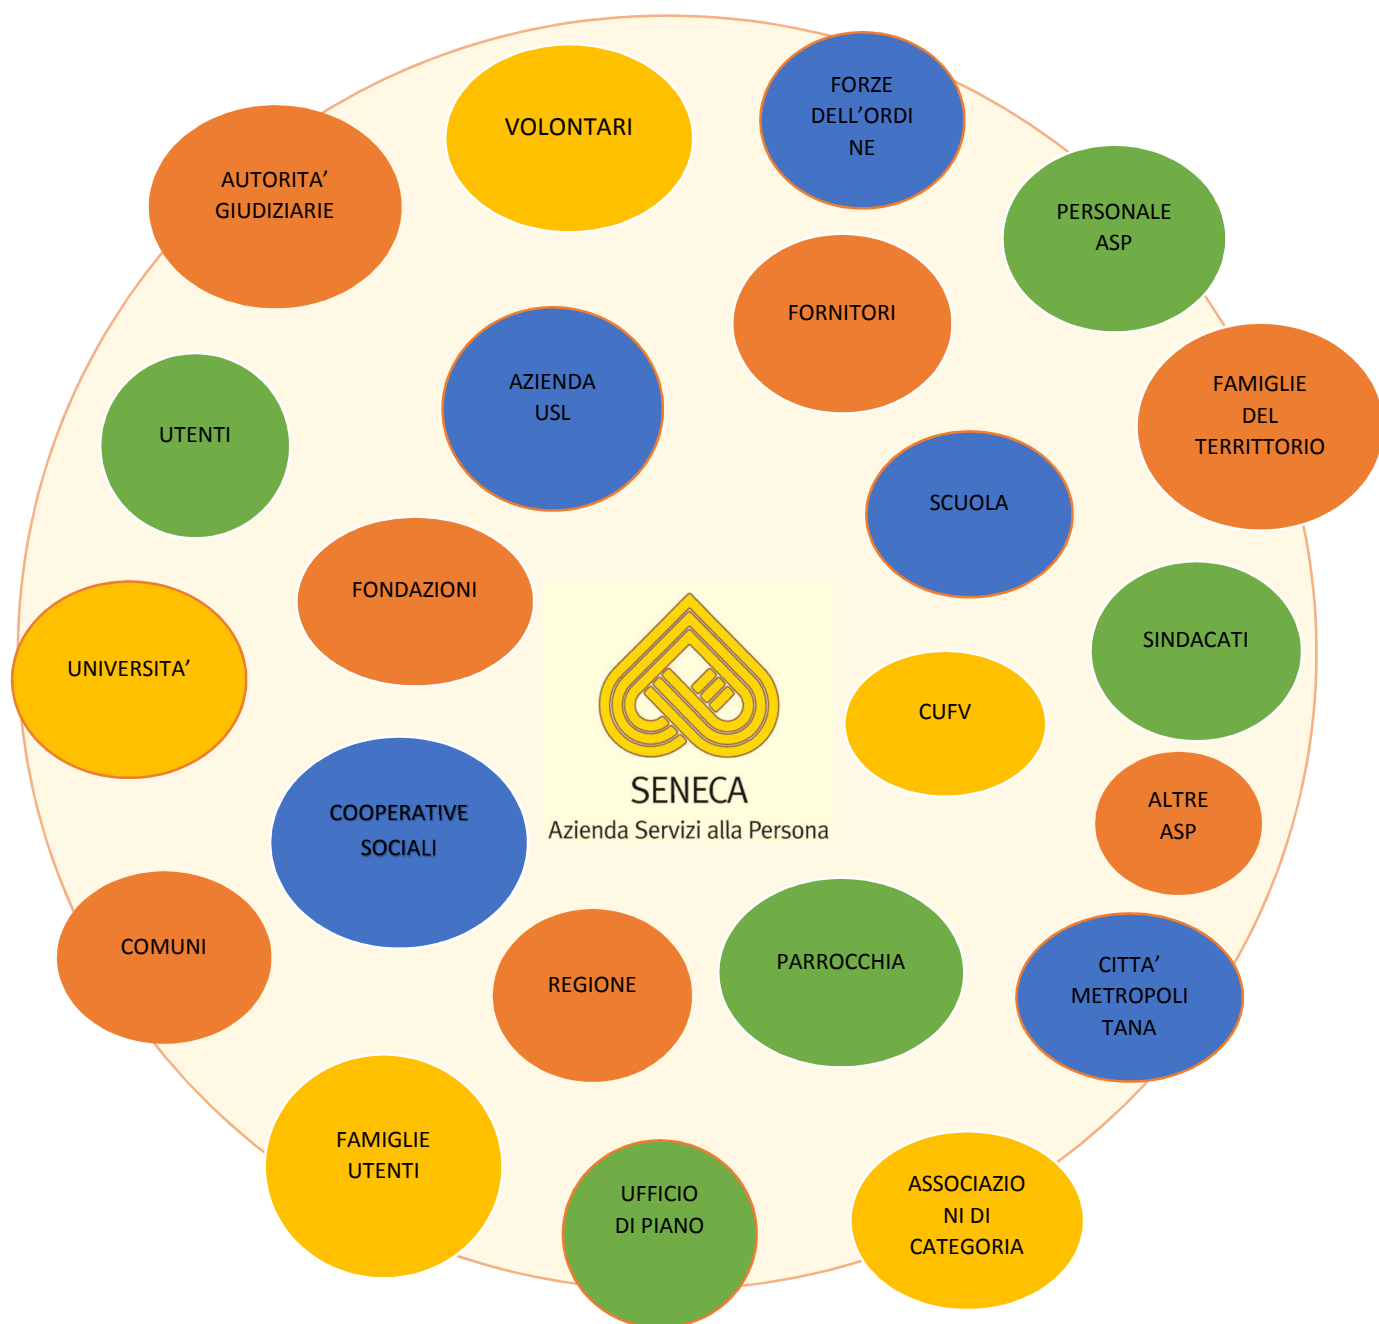 VOLONTARI
FORZE
DELL'ORDI
NE
AUTORITA'
GIUDIZIARIE
PERSONALE
ASP
FORNITORI
AZIENDA
USL
FAMIGLIE
DEL
TERRITTORIO
UTENTI
SCUOLA
FONDAZIONI
SINDACATI
UNIVERSITA'
CUFV
SENECA
Azienda Servizi alla Persona
COOPERATIVE
SOCIALI
ALTRE
ASP
COMUNI
REGIONE
PARROCCHIA
CITTA'
METROPOLI
TANA
FAMIGLIE
UTENTI
UFFICIO
DI PIANO
ASSOCIAZIO
NI DI
CATEGORIA